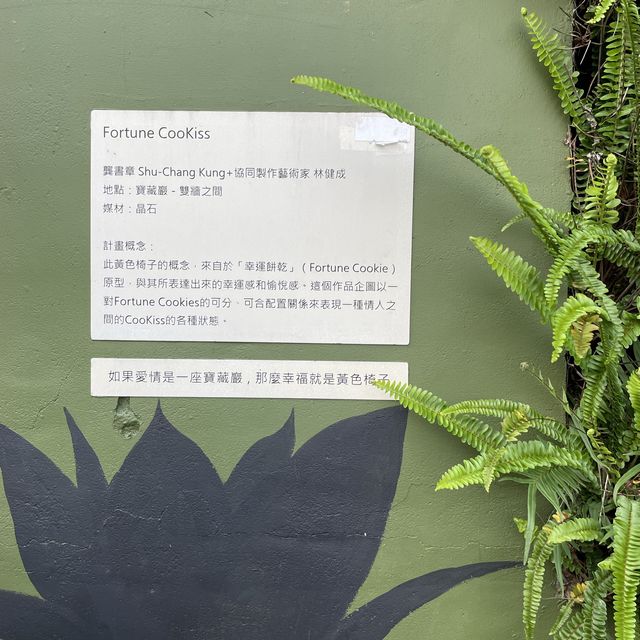 Fortune CooKiss
龔書章 Shu-Chang Kung+協同製作藝術家 林健成
地點：寶藏巖 - 雙牆之間
媒材：晶石
計畫概念：
此黃色椅子的概念，來自於「幸運餅乾」（Fortune Cookie）
原型，與其所表達出來的幸運感和愉悅感。這個作品企圖以一
對Fortune Cookies的可分、可合配置關係來表現一種情人之
間的CooKiss的各種狀態。
如果愛情是一座寶藏巖，那麼幸福就是黃色椅子